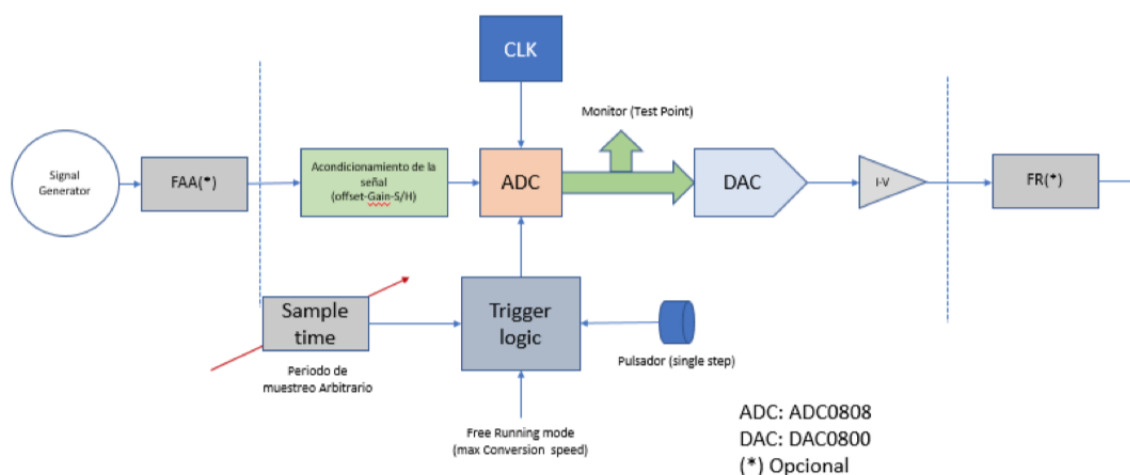 CLK
Monitor (Test Point)
Signal
Generator
FAA(*)
Acondicionamiento de la
señal
(offset-Gain-S/H)
ADC
DAC
I-V
FR(*)
Sample
time
Trigger
logic
Pulsador (single step)
Periodo de
muestreo Arbitrario
Free Running mode
(max Conversion speed)
ADC: ADC0808
DAC: DAC0800
(*) Opcional